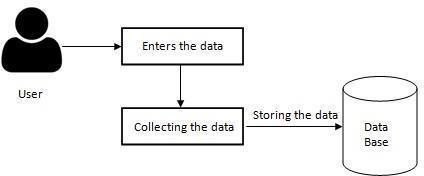 Enters the data
User
Storing the data
Collecting the data
Data
Base